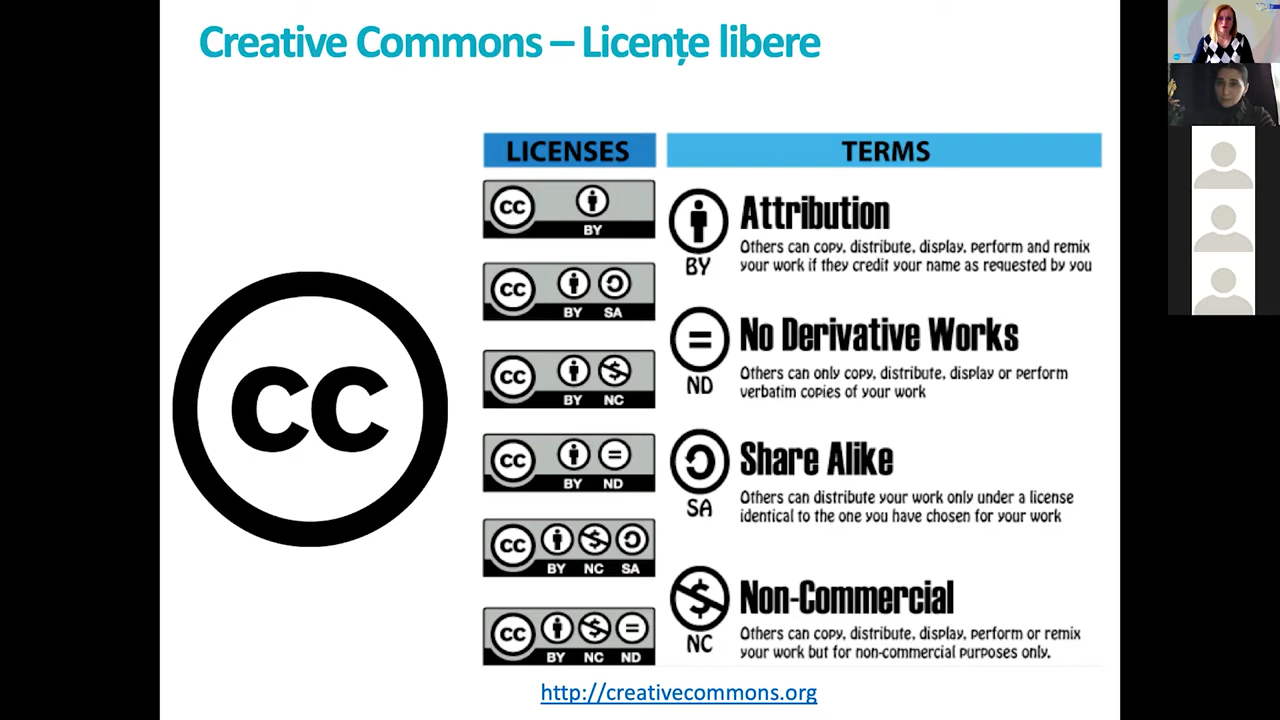 Creative Commons – Licențe libere
LICENSES
TERMS
cc
BY
cc
BY SA
cc
BY NC
cc
BY ND
cc
BY NC SA
cc
BY NC ND
CC
BY
Attribution
Others can copy, distribute, display, perform and remix
your work if they credit your name as requested by you
ND
No Derivative Works
Others can only copy, distribute, display or perform
verbatim copies of your work
SA
Share Alike
Others can distribute your work only under a license
identical to the one you have chosen for your work
NC
Non-Commercial
Others can copy, distribute, display, perform or remix
your work but for non-commercial purposes only.
http://creativecommons.org